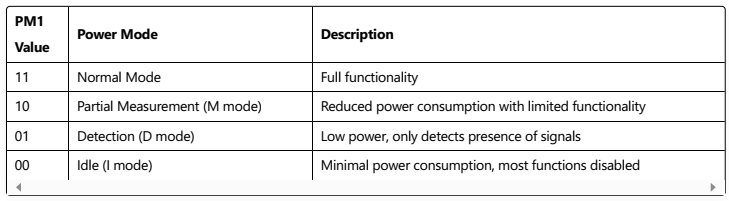 PM1 Value Power Mode Description
11 Normal Mode Full functionality
10 Partial Measurement (M mode) Reduced power consumption with limited functionality
01 Detection (D mode) Low power, only detects presence of signals
00 Idle (I mode) Minimal power consumption, most functions disabled